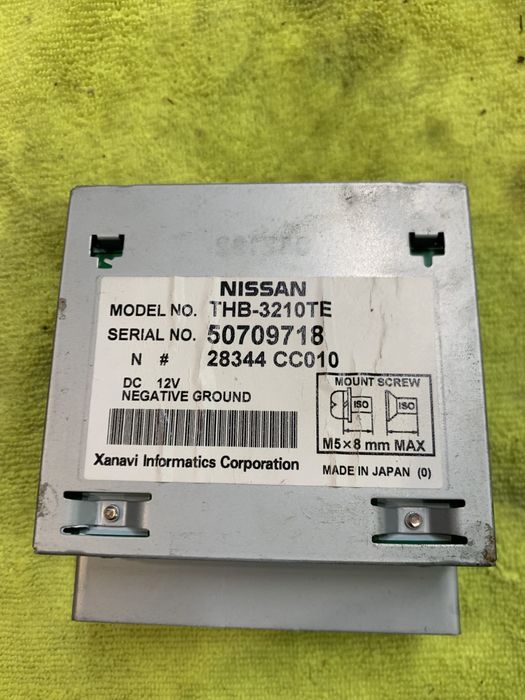 NISSAN
MODEL NO. THB-3210TE
SERIAL NO. 50709718
N # 28344 CC010
DC 12V
NEGATIVE GROUND
MOUNT SCREW
ISO ISO
M5×8 mm MAX
Xanavi Informatics Corporation
MADE IN JAPAN (0)